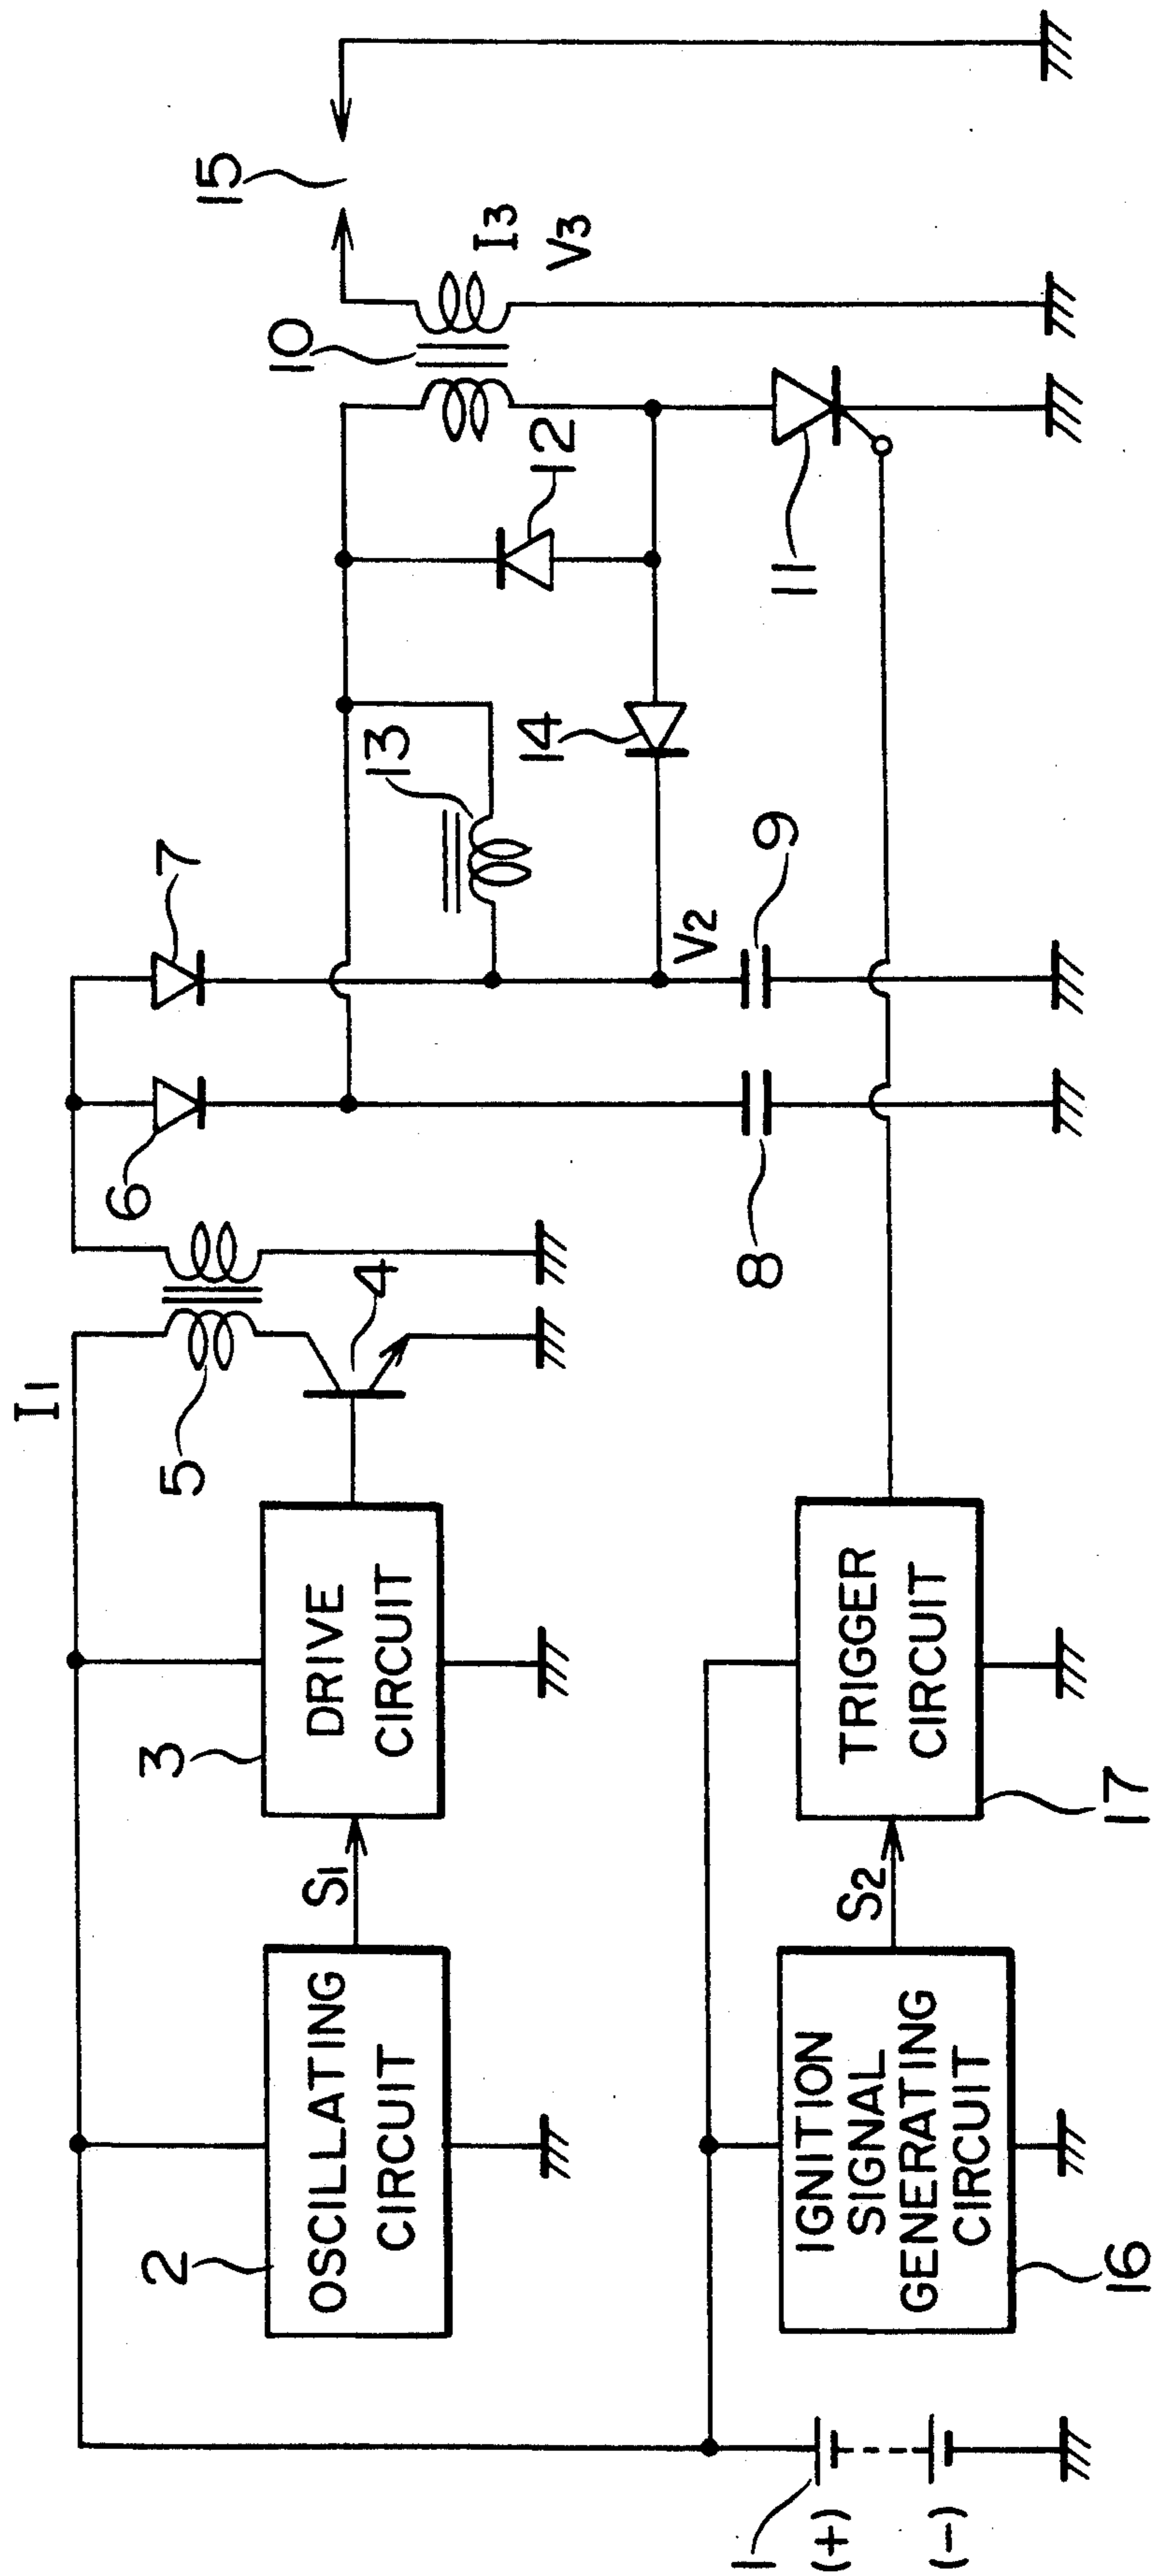 I1
5
4
6
7
3
DRIVE
CIRCUIT
S1
2
OSCILLATING
CIRCUIT
13
14
12
10
15
I3
V3
V2
8
9
11
1
(+)
(-)
IGNITION
SIGNAL
GENERATING
CIRCUIT
16
S2
TRIGGER
CIRCUIT
17